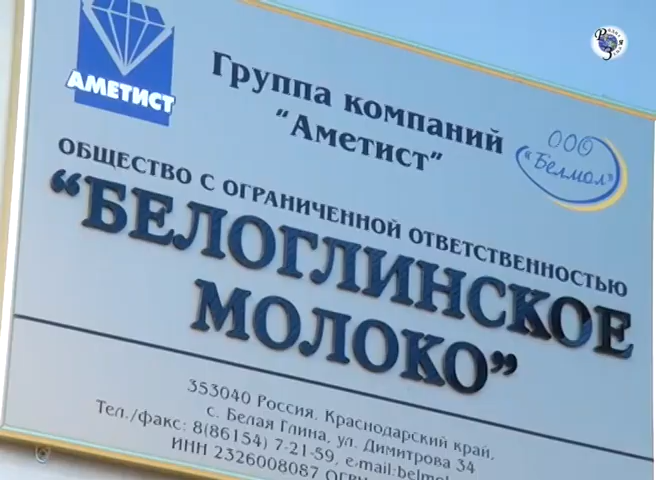 АМЕТИСТ
Группа компаний
"Аметист"
ООО
"Белмол"
ОБЩЕСТВО С ОГРАНИЧЕННОЙ ОТВЕТСТВЕННОСТЬЮ
“БЕЛОГЛИНСКОЕ
МОЛОКО”
353040 Россия. Краснодарский край,
с. Белая Глина, ул. Димитрова 34
Тел./факс: 8(86154) 7-21-59, e-mail:belmol
ИНН 2326008087 ОГРН